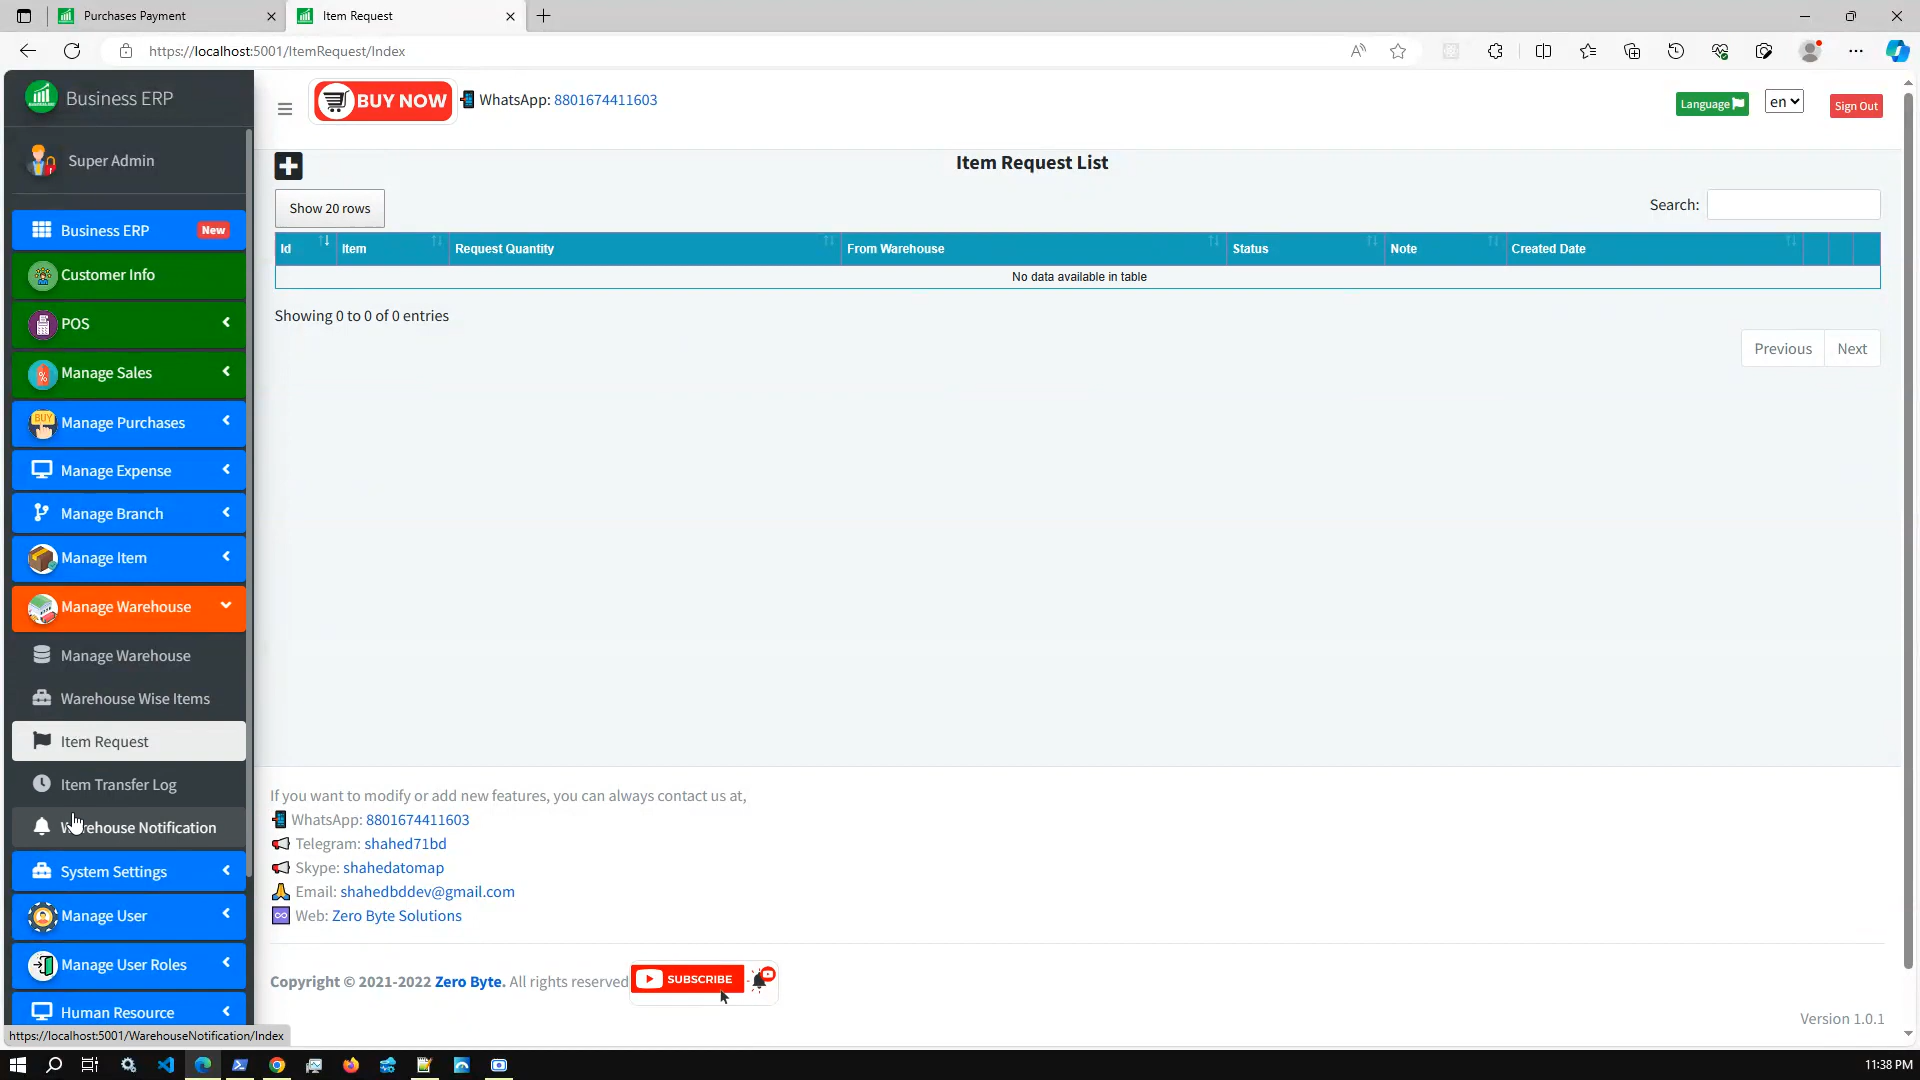 Purchases Payment
Item Request
https://localhost:5001/ItemRequest/Index
Business ERP
BUY NOW
WhatsApp: 8801674411603
Language
en
Sign Out
Super Admin
Item Request List
Show 20 rows
Search:
Business ERP New
Id Item Request Quantity From Warehouse Status Note Created Date
Customer Info
No data available in table
POS
Showing 0 to 0 of 0 entries
Previous Next
Manage Sales
BUY
Manage Purchases
Manage Expense
Manage Branch
Manage Item
Manage Warehouse
Manage Warehouse
Warehouse Wise Items
Item Request
Item Transfer Log
Warehouse Notification
System Settings
Manage User
Manage User Roles
Human Resource
If you want to modify or add new features, you can always contact us at,
WhatsApp: 8801674411603
Telegram: shahed71bd
Skype: shahedatomap
Email: shahedbddev@gmail.com
Web: Zero Byte Solutions
Copyright © 2021-2022 Zero Byte. All rights reserved
SUBSCRIBE
Version 1.0.1
https://localhost:5001/WarehouseNotification/Index
11:38 PM